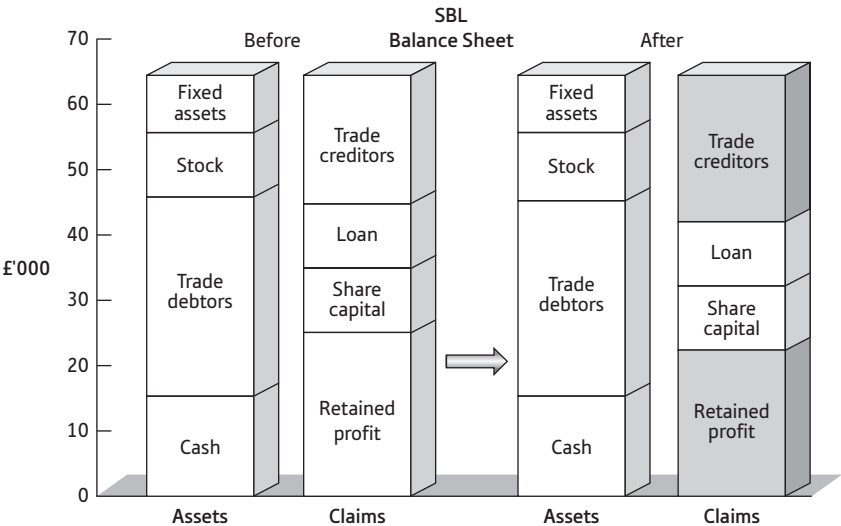 SBL
Before
Balance Sheet
After
£'000
70
60
50
40
30
20
10
0
Fixed
assets
Stock
Trade
debtors
Cash
Assets
Trade
creditors
Loan
Share
capital
Retained
profit
Claims
Fixed
assets
Stock
Trade
debtors
Cash
Assets
Trade
creditors
Loan
Share
capital
Retained
profit
Claims